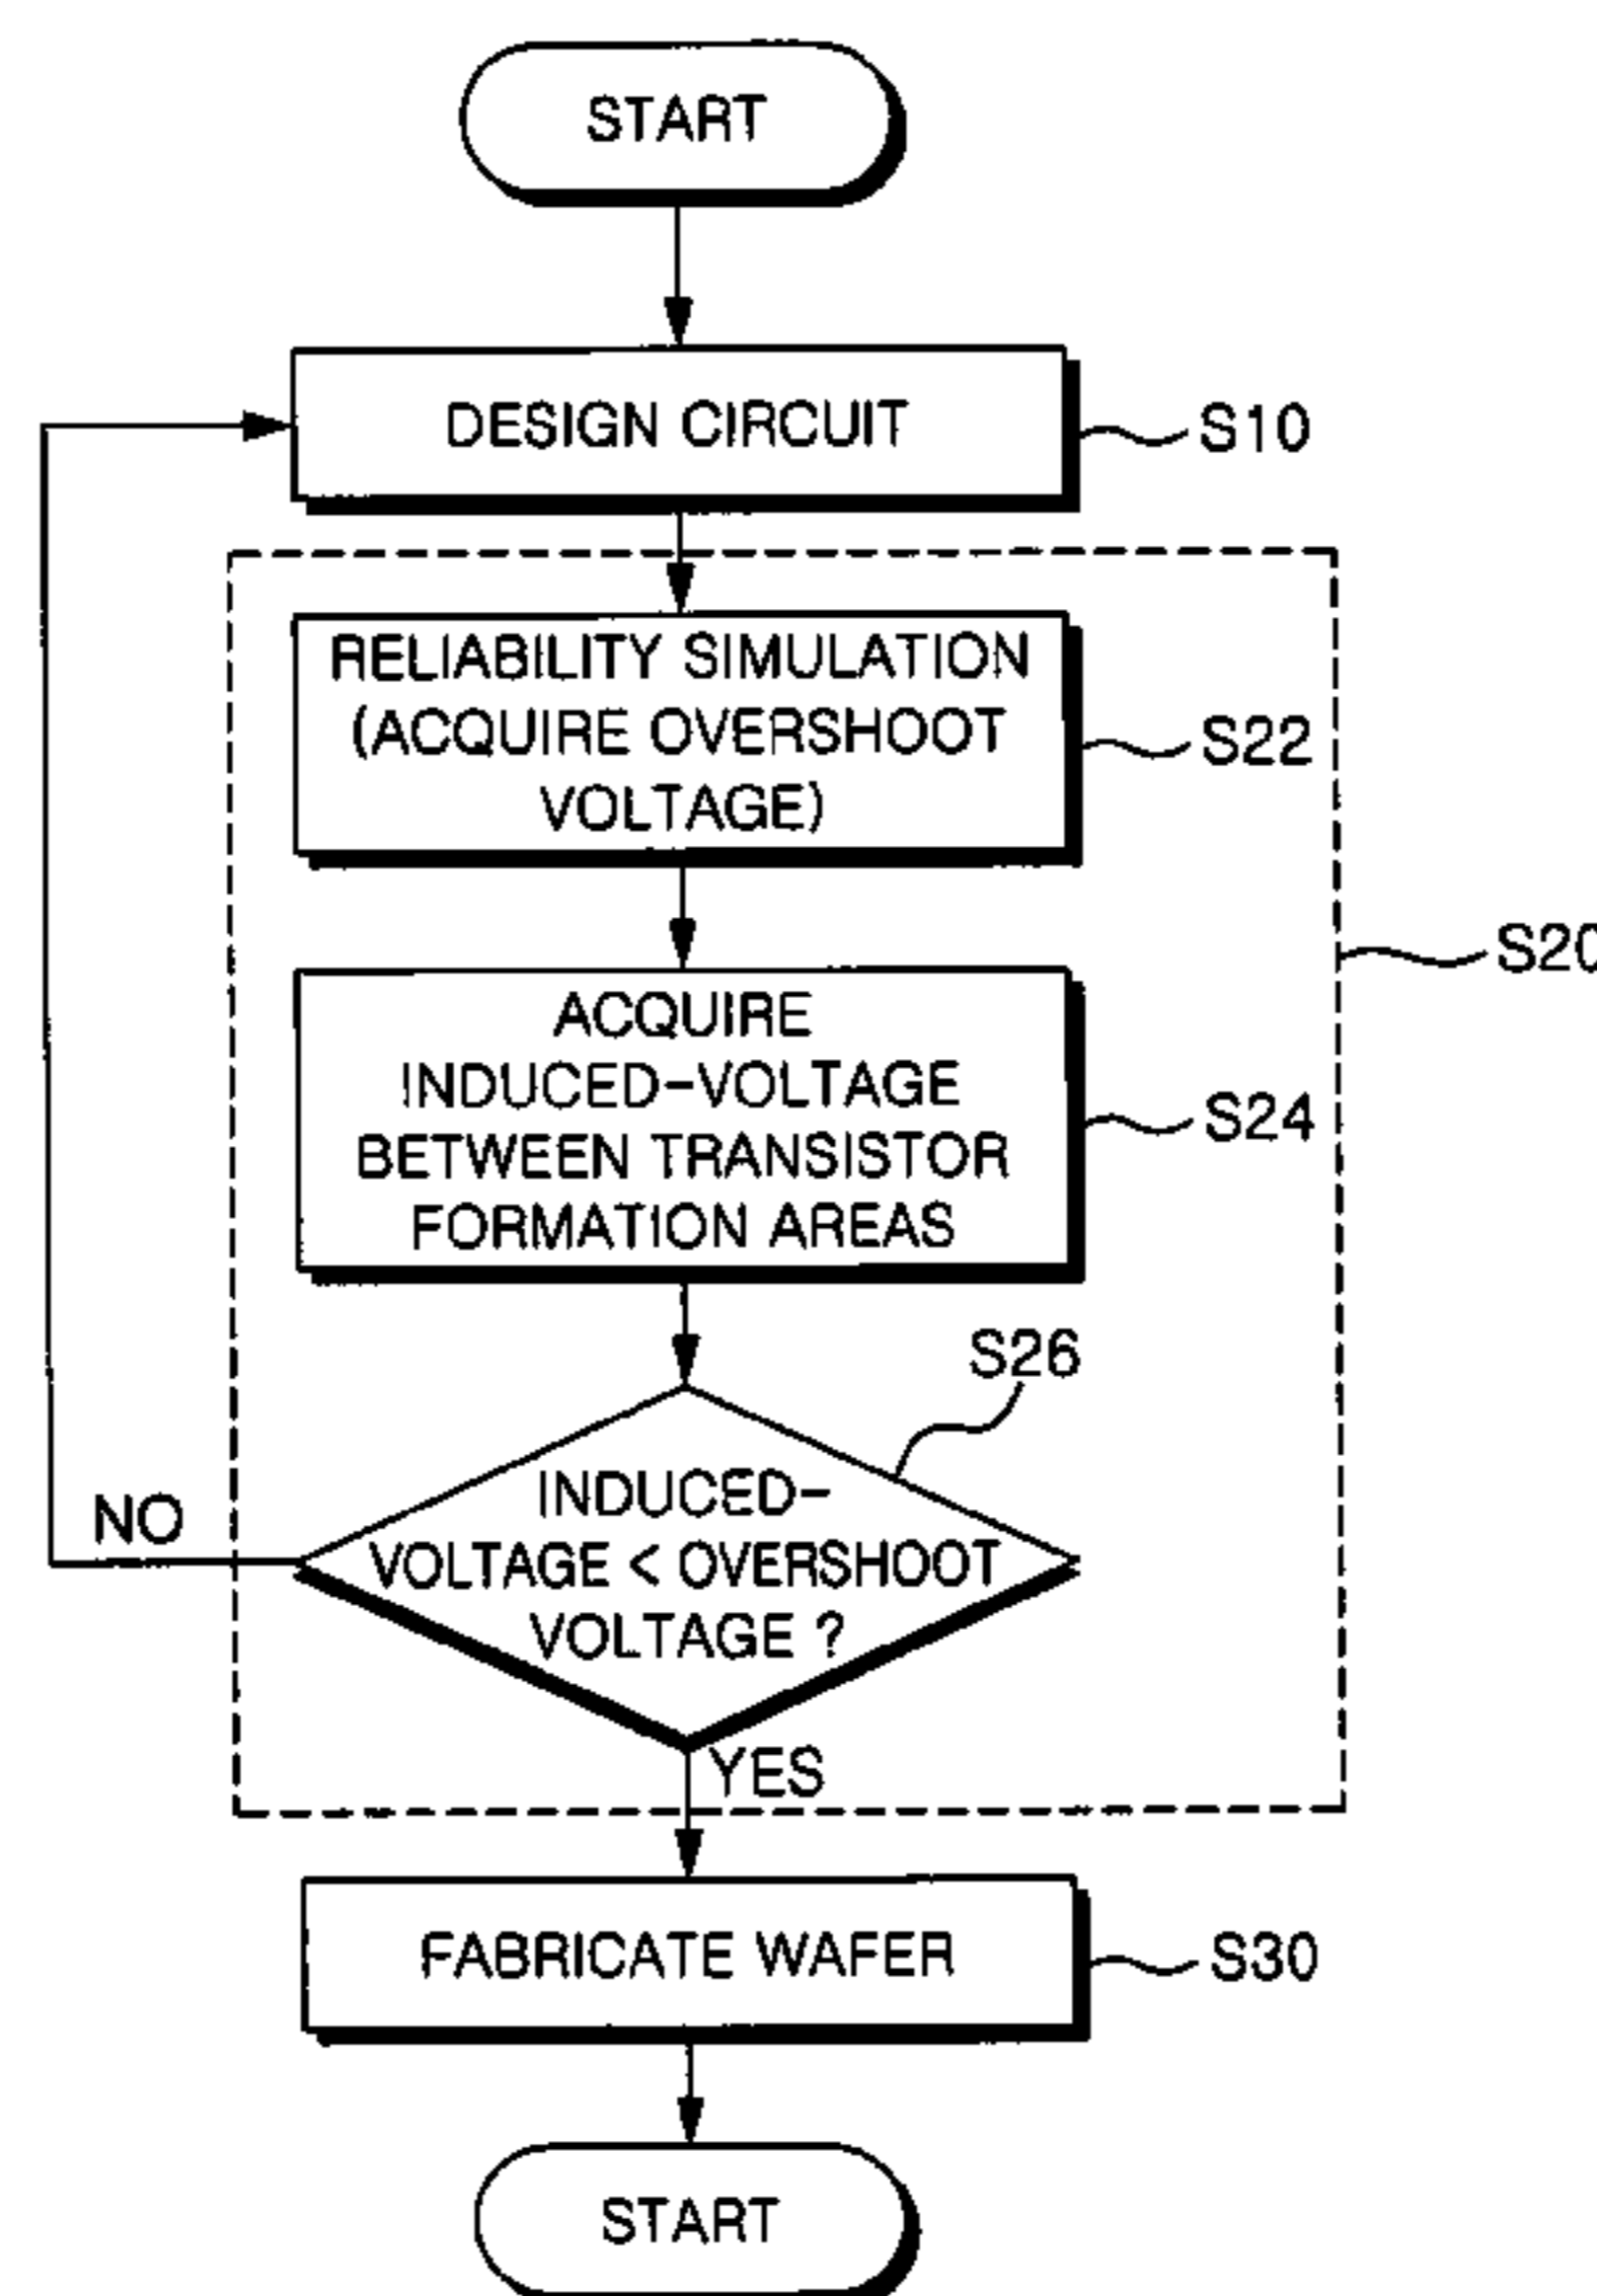 START
DESIGN CIRCUIT
S10
RELIABILITY SIMULATION
(ACQUIRE OVERSHOOT
VOLTAGE)
S22
S20
ACQUIRE
INDUCED-VOLTAGE
BETWEEN TRANSISTOR
FORMATION AREAS
S24
S26
INDUCED-
VOLTAGE < OVERSHOOT
VOLTAGE ?
NO
YES
FABRICATE WAFER
S30
START